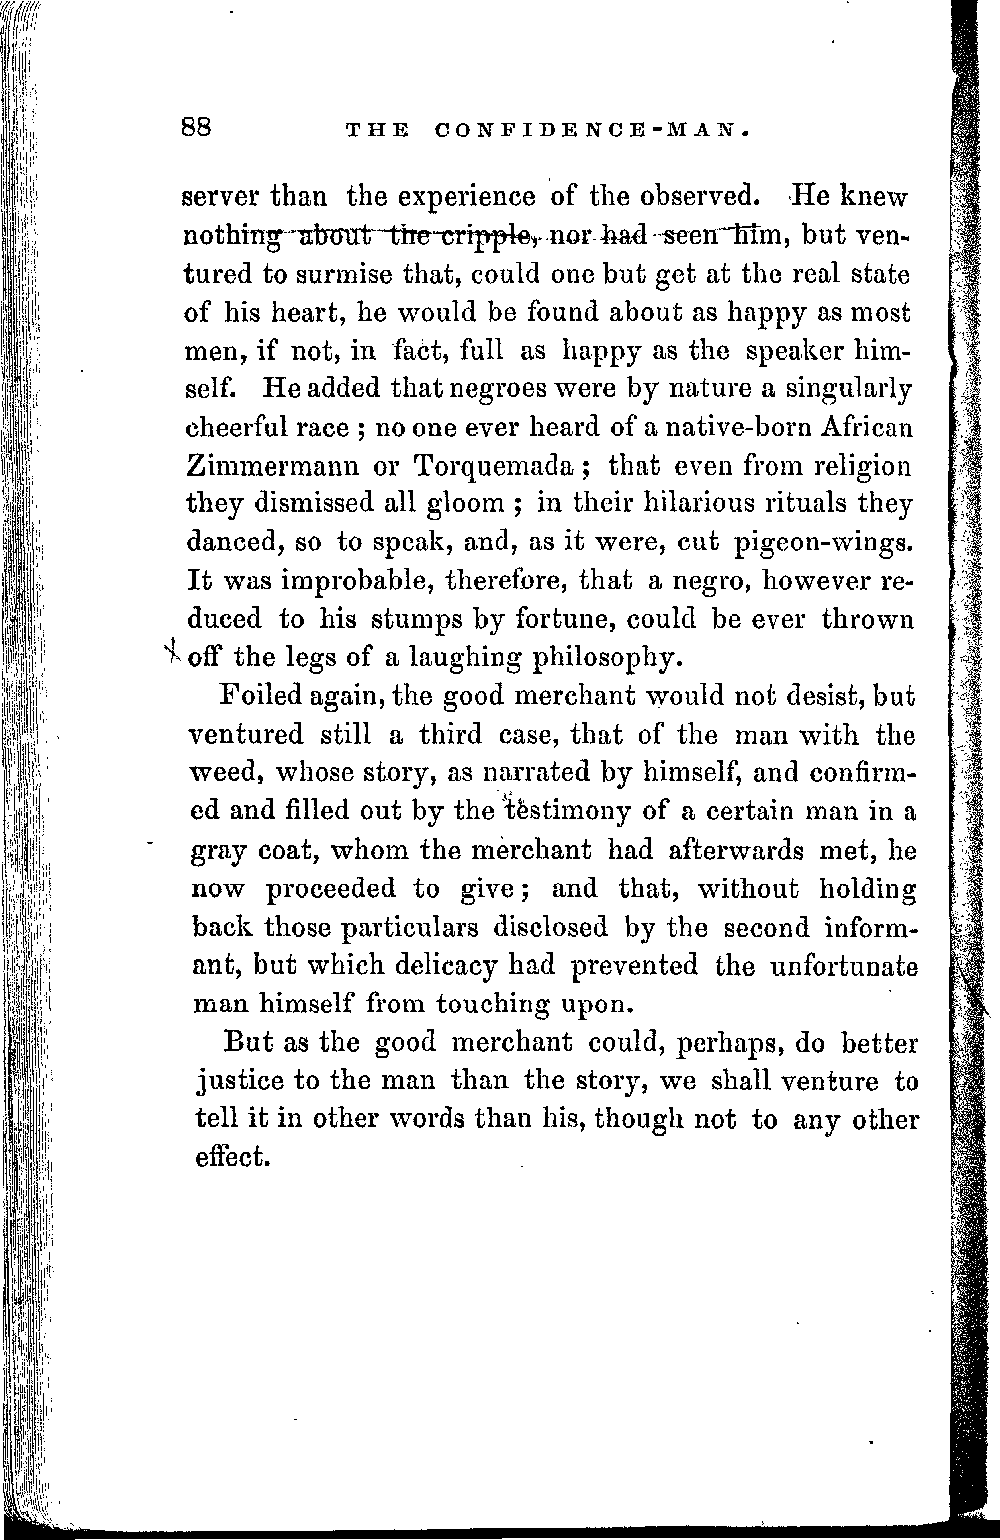 88 THE CONFIDENCE-MAN.
server than the experience of the observed. He knew
nothing about the cripple, nor had seen him, but ven-
tured to surmise that, could one but get at the real state
of his heart, he would be found about as happy as most
men, if not, in fact, full as happy as the speaker him-
self. He added that negroes were by nature a singularly
cheerful race ; no one ever heard of a native-born African
Zimmermann or Torquemada ; that even from religion
they dismissed all gloom ; in their hilarious rituals they
danced, so to speak, and, as it were, cut pigeon-wings.
It was improbable, therefore, that a negro, however re-
duced to his stumps by fortune, could be ever thrown
off the legs of a laughing philosophy.
Foiled again, the good merchant would not desist, but
ventured still a third case, that of the man with the
weed, whose story, as narrated by himself, and confirm-
ed and filled out by the testimony of a certain man in a
gray coat, whom the merchant had afterwards met, he
now proceeded to give ; and that, without holding
back those particulars disclosed by the second inform-
ant, but which delicacy had prevented the unfortunate
man himself from touching upon.
But as the good merchant could, perhaps, do better
justice to the man than the story, we shall venture to
tell it in other words than his, though not to any other
effect.